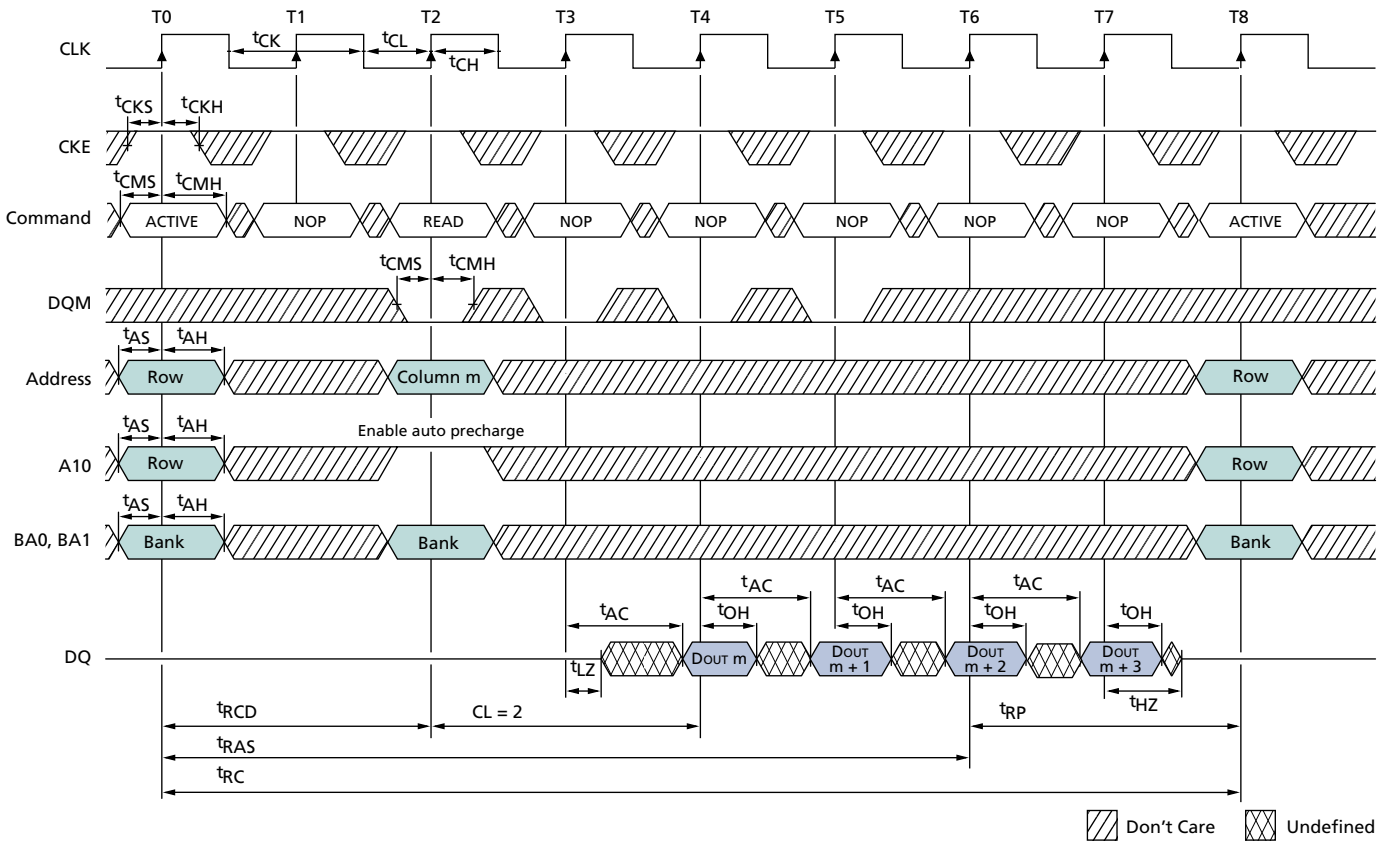 T0 T1 T2 T3 T4 T5 T6 T7 T8
CLK
tCK tCL
tCH
tCKS tCKH
CKE
tCMS tCMH
Command ACTIVE NOP READ NOP NOP NOP NOP NOP ACTIVE
tCMS tCMH
DQM
tAS tAH
Address Row Column m Row
tAS tAH Enable auto precharge
A10 Row Row
tAS tAH
BA0, BA1 Bank Bank Bank
tAC tAC tAC
tAC tOH tOH tOH tOH
DQ DOUT m DOUT m + 1 DOUT m + 2 DOUT m + 3
tLZ tHZ
tRCD CL = 2 tRP
tRAS
tRC
Don't Care Undefined